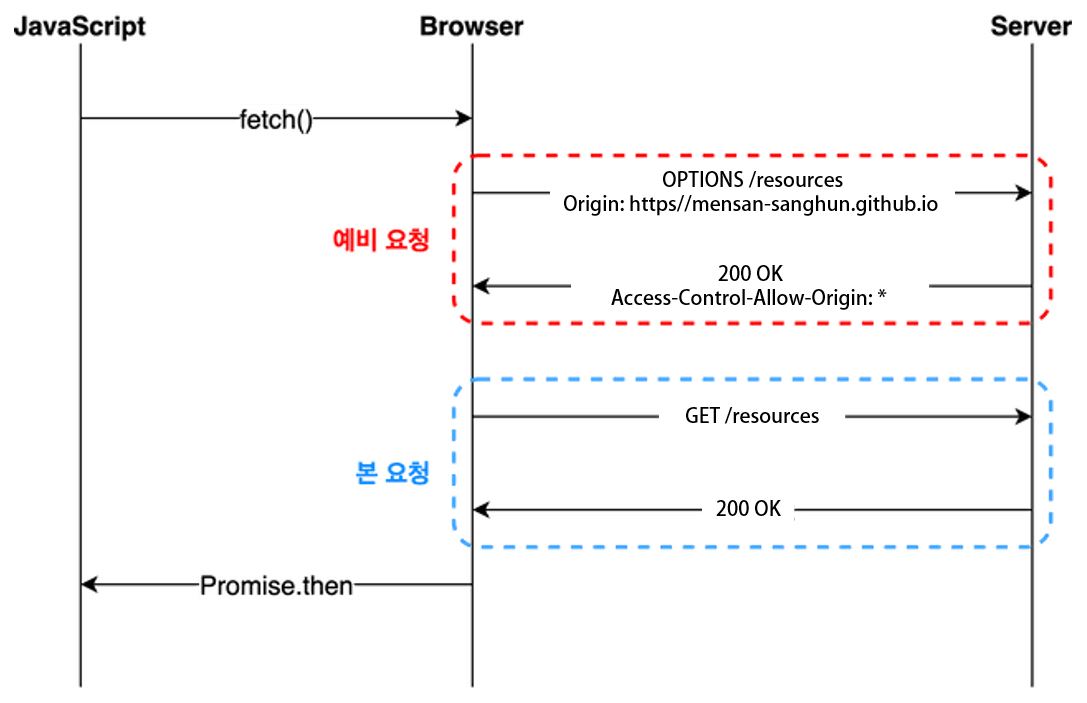 JavaScript
Browser
Server
fetch()
OPTIONS /resources
Origin: https//mensan-sanghun.github.io
예비 요청
200 OK
Access-Control-Allow-Origin: *
GET /resources
본 요청
200 OK
Promise.then